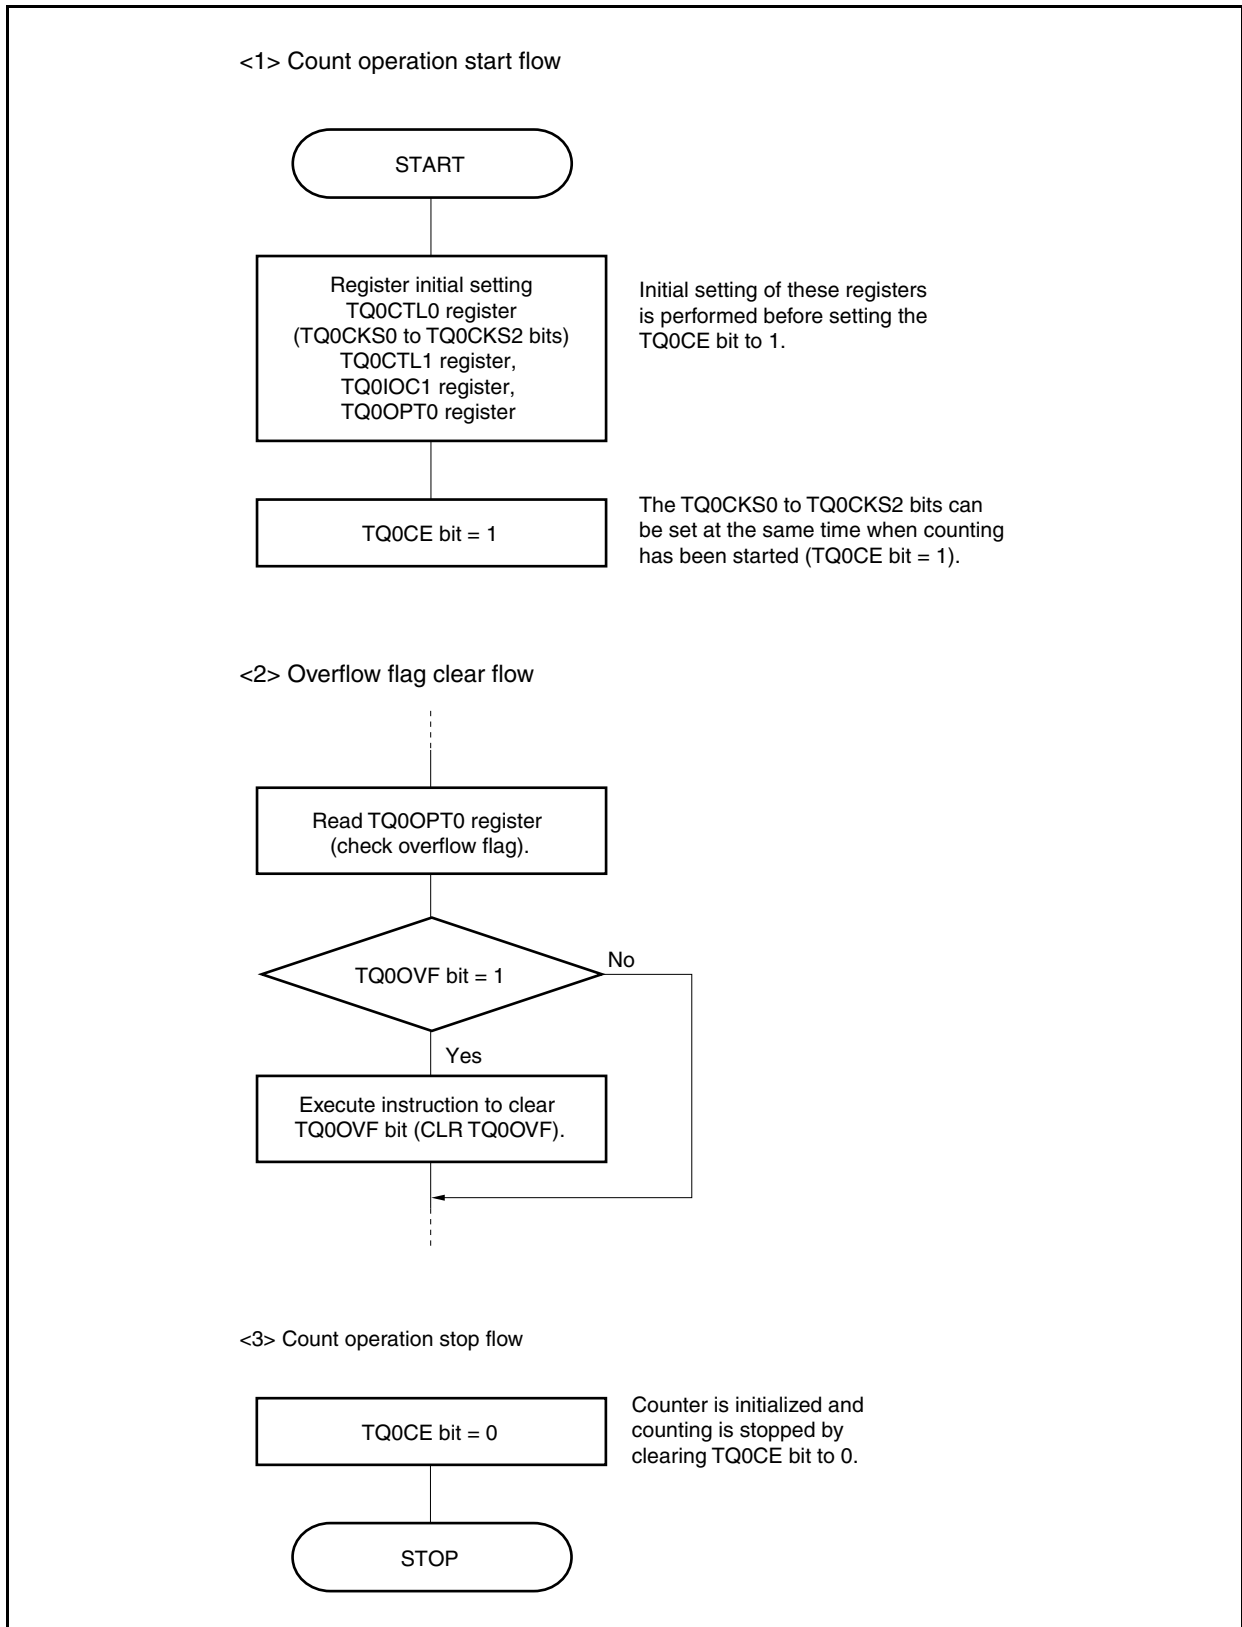 <1> Count operation start flow
START
Register initial setting
TQ0CTL0 register
(TQ0CKS0 to TQ0CKS2 bits)
TQ0CTL1 register,
TQ0IOC1 register,
TQ0OPT0 register
Initial setting of these registers
is performed before setting the
TQ0CE bit to 1.
TQ0CE bit = 1
The TQ0CKS0 to TQ0CKS2 bits can
be set at the same time when counting
has been started (TQ0CE bit = 1).
<2> Overflow flag clear flow
Read TQ0OPT0 register
(check overflow flag).
TQ0OVF bit = 1
No
Yes
Execute instruction to clear
TQ0OVF bit (CLR TQ0OVF).
<3> Count operation stop flow
TQ0CE bit = 0
Counter is initialized and
counting is stopped by
clearing TQ0CE bit to 0.
STOP